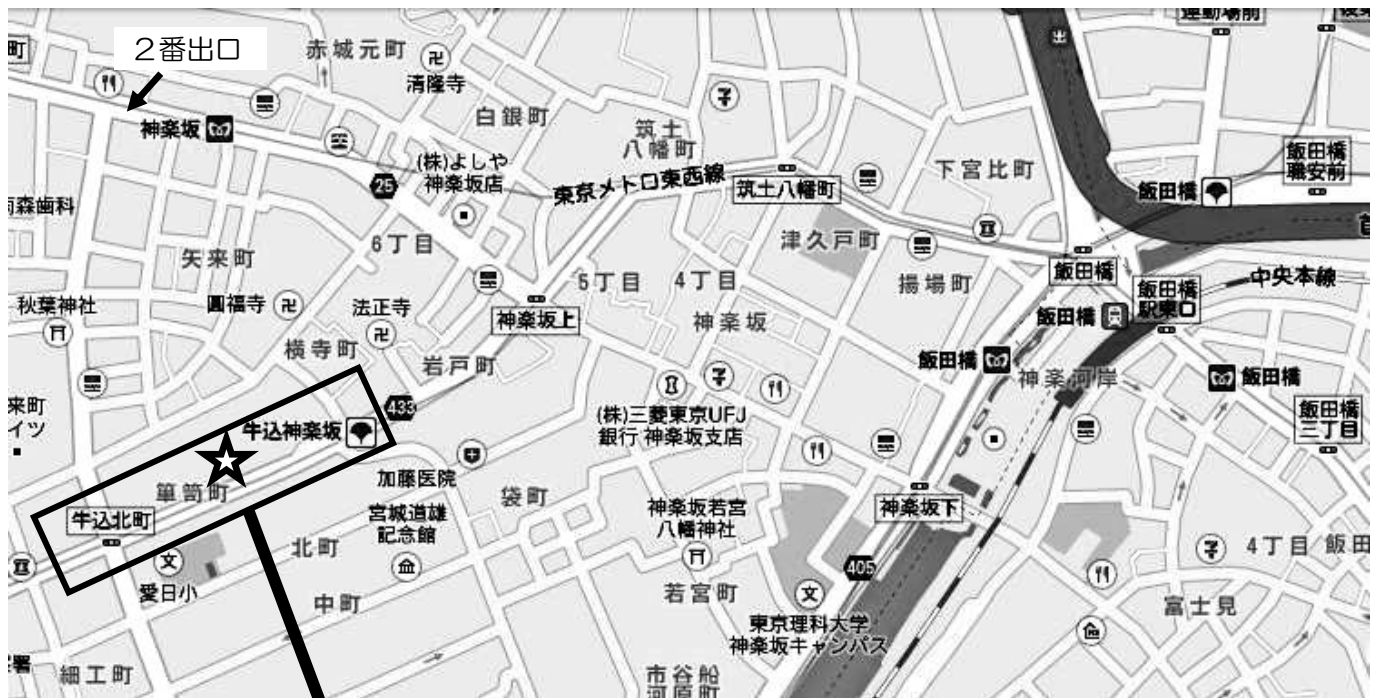 運動場前
町
2番出口
赤城元町
清隆寺
白銀町
神楽坂
筑土
八幡町
(株)よしや
神楽坂店
25
東京メトロ東西線
筑土八幡町
下宮比町
飯田橋
飯田橋
職安前
首
矢来町
6丁目
5丁目
4丁目
津久戸町
揚場町
飯田橋
飯田橋
駅東口
中央本線
秋葉神社
圓福寺
法正寺
神楽坂上
神楽坂
飯田橋
横寺町
岩戸町
飯田橋
神楽河岸
飯田橋
433
来町
イツ
牛込神楽坂
(株)三菱東京UFJ
銀行 神楽坂支店
飯田橋
三丁目
加藤医院
箪笥町
袋町
牛込北町
宮城道雄
記念館
神楽坂若宮
八幡神社
神楽坂下
北町
文
愛日小
中町
若宮町
405
4丁目
飯田
文
東京理科大学
神楽坂キャンパス
富士見
署
細工町
市谷船
河原町